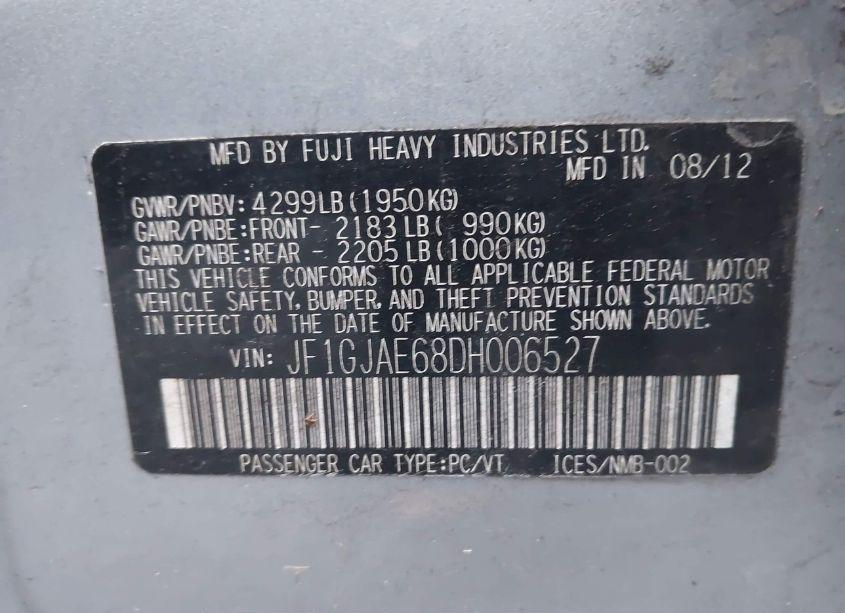 MFD BY FUJI HEAVY INDUSTRIES LTD.
MFD IN 08/12
GVWR/PNBV: 4299LB(1950KG)
GAWR/PNBE:FRONT- 2183LB( 990KG)
GAWR/PNBE:REAR - 2205LB(1000KG)
THIS VEHICLE CONFORMS TO ALL APPLICABLE FEDERAL MOTOR
VEHICLE SAFETY, BUMPER, AND THEFT PREVENTION STANDARDS
IN EFFECT ON THE DATE OF MANUFACTURE SHOWN ABOVE.
VIN: JF1GJAE68DH006527
PASSENGER CAR TYPE:PC/VT ICES/NMB-002